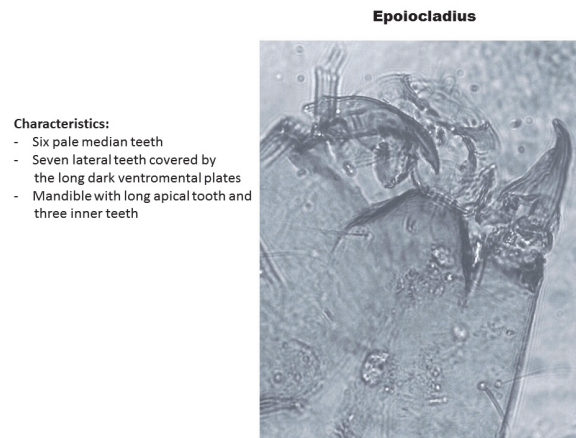 Epoiocladius
Characteristics:
- Six pale median teeth
- Seven lateral teeth covered by
the long dark ventromental plates
- Mandible with long apical tooth and
three inner teeth